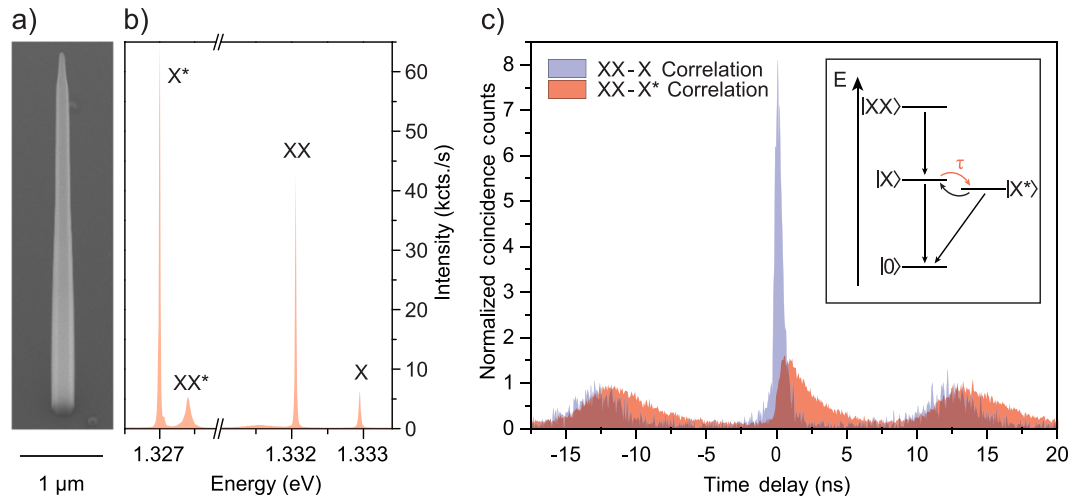 a)
1 µm
b)
X*
XX*
XX
X
1.327
1.332
1.333
Energy (eV)
60
50
40
30
20
10
0
Intensity (kcts./s)
c)
XX-X Correlation
XX-X* Correlation
Normalized coincidence counts
8
7
6
5
4
3
2
1
0
-15
-10
-5
0
5
10
15
20
Time delay (ns)
E
|XX⟩
|X⟩
τ
|X*⟩
|0⟩